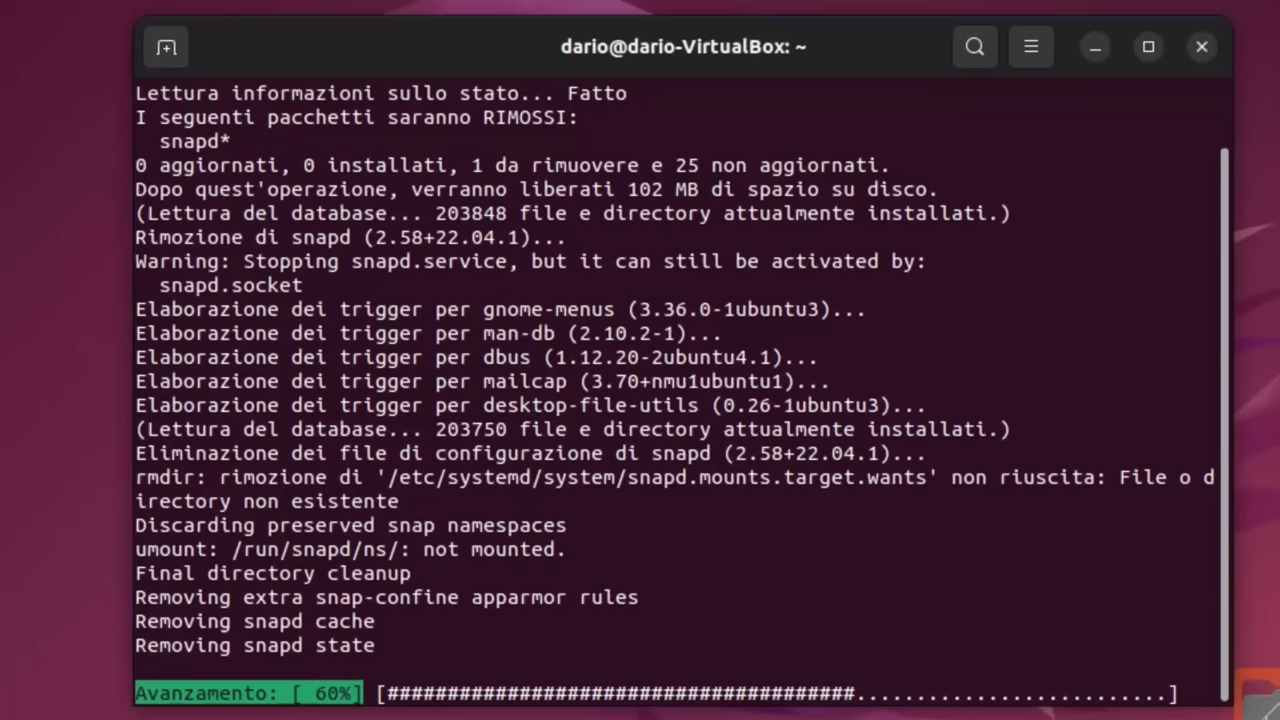 dario@dario-VirtualBox: ~
Lettura informazioni sullo stato... Fatto
I seguenti pacchetti saranno RIMOSSI:
  snapd*
0 aggiornati, 0 installati, 1 da rimuovere e 25 non aggiornati.
Dopo quest'operazione, verranno liberati 102 MB di spazio su disco.
(Lettura del database... 203848 file e directory attualmente installati.)
Rimozione di snapd (2.58+22.04.1)...
Warning: Stopping snapd.service, but it can still be activated by:
  snapd.socket
Elaborazione dei trigger per gnome-menus (3.36.0-1ubuntu3)...
Elaborazione dei trigger per man-db (2.10.2-1)...
Elaborazione dei trigger per dbus (1.12.20-2ubuntu4.1)...
Elaborazione dei trigger per mailcap (3.70+nmu1ubuntu1)...
Elaborazione dei trigger per desktop-file-utils (0.26-1ubuntu3)...
(Lettura del database... 203750 file e directory attualmente installati.)
Eliminazione dei file di configurazione di snapd (2.58+22.04.1)...
rmdir: rimozione di '/etc/systemd/system/snapd.mounts.target.wants' non riuscita: File o d
irectory non esistente
Discarding preserved snap namespaces
umount: /run/snapd/ns/: not mounted.
Final directory cleanup
Removing extra snap-confine apparmor rules
Removing snapd cache
Removing snapd state
Avanzamento: [ 60%] [#######################################..........................]